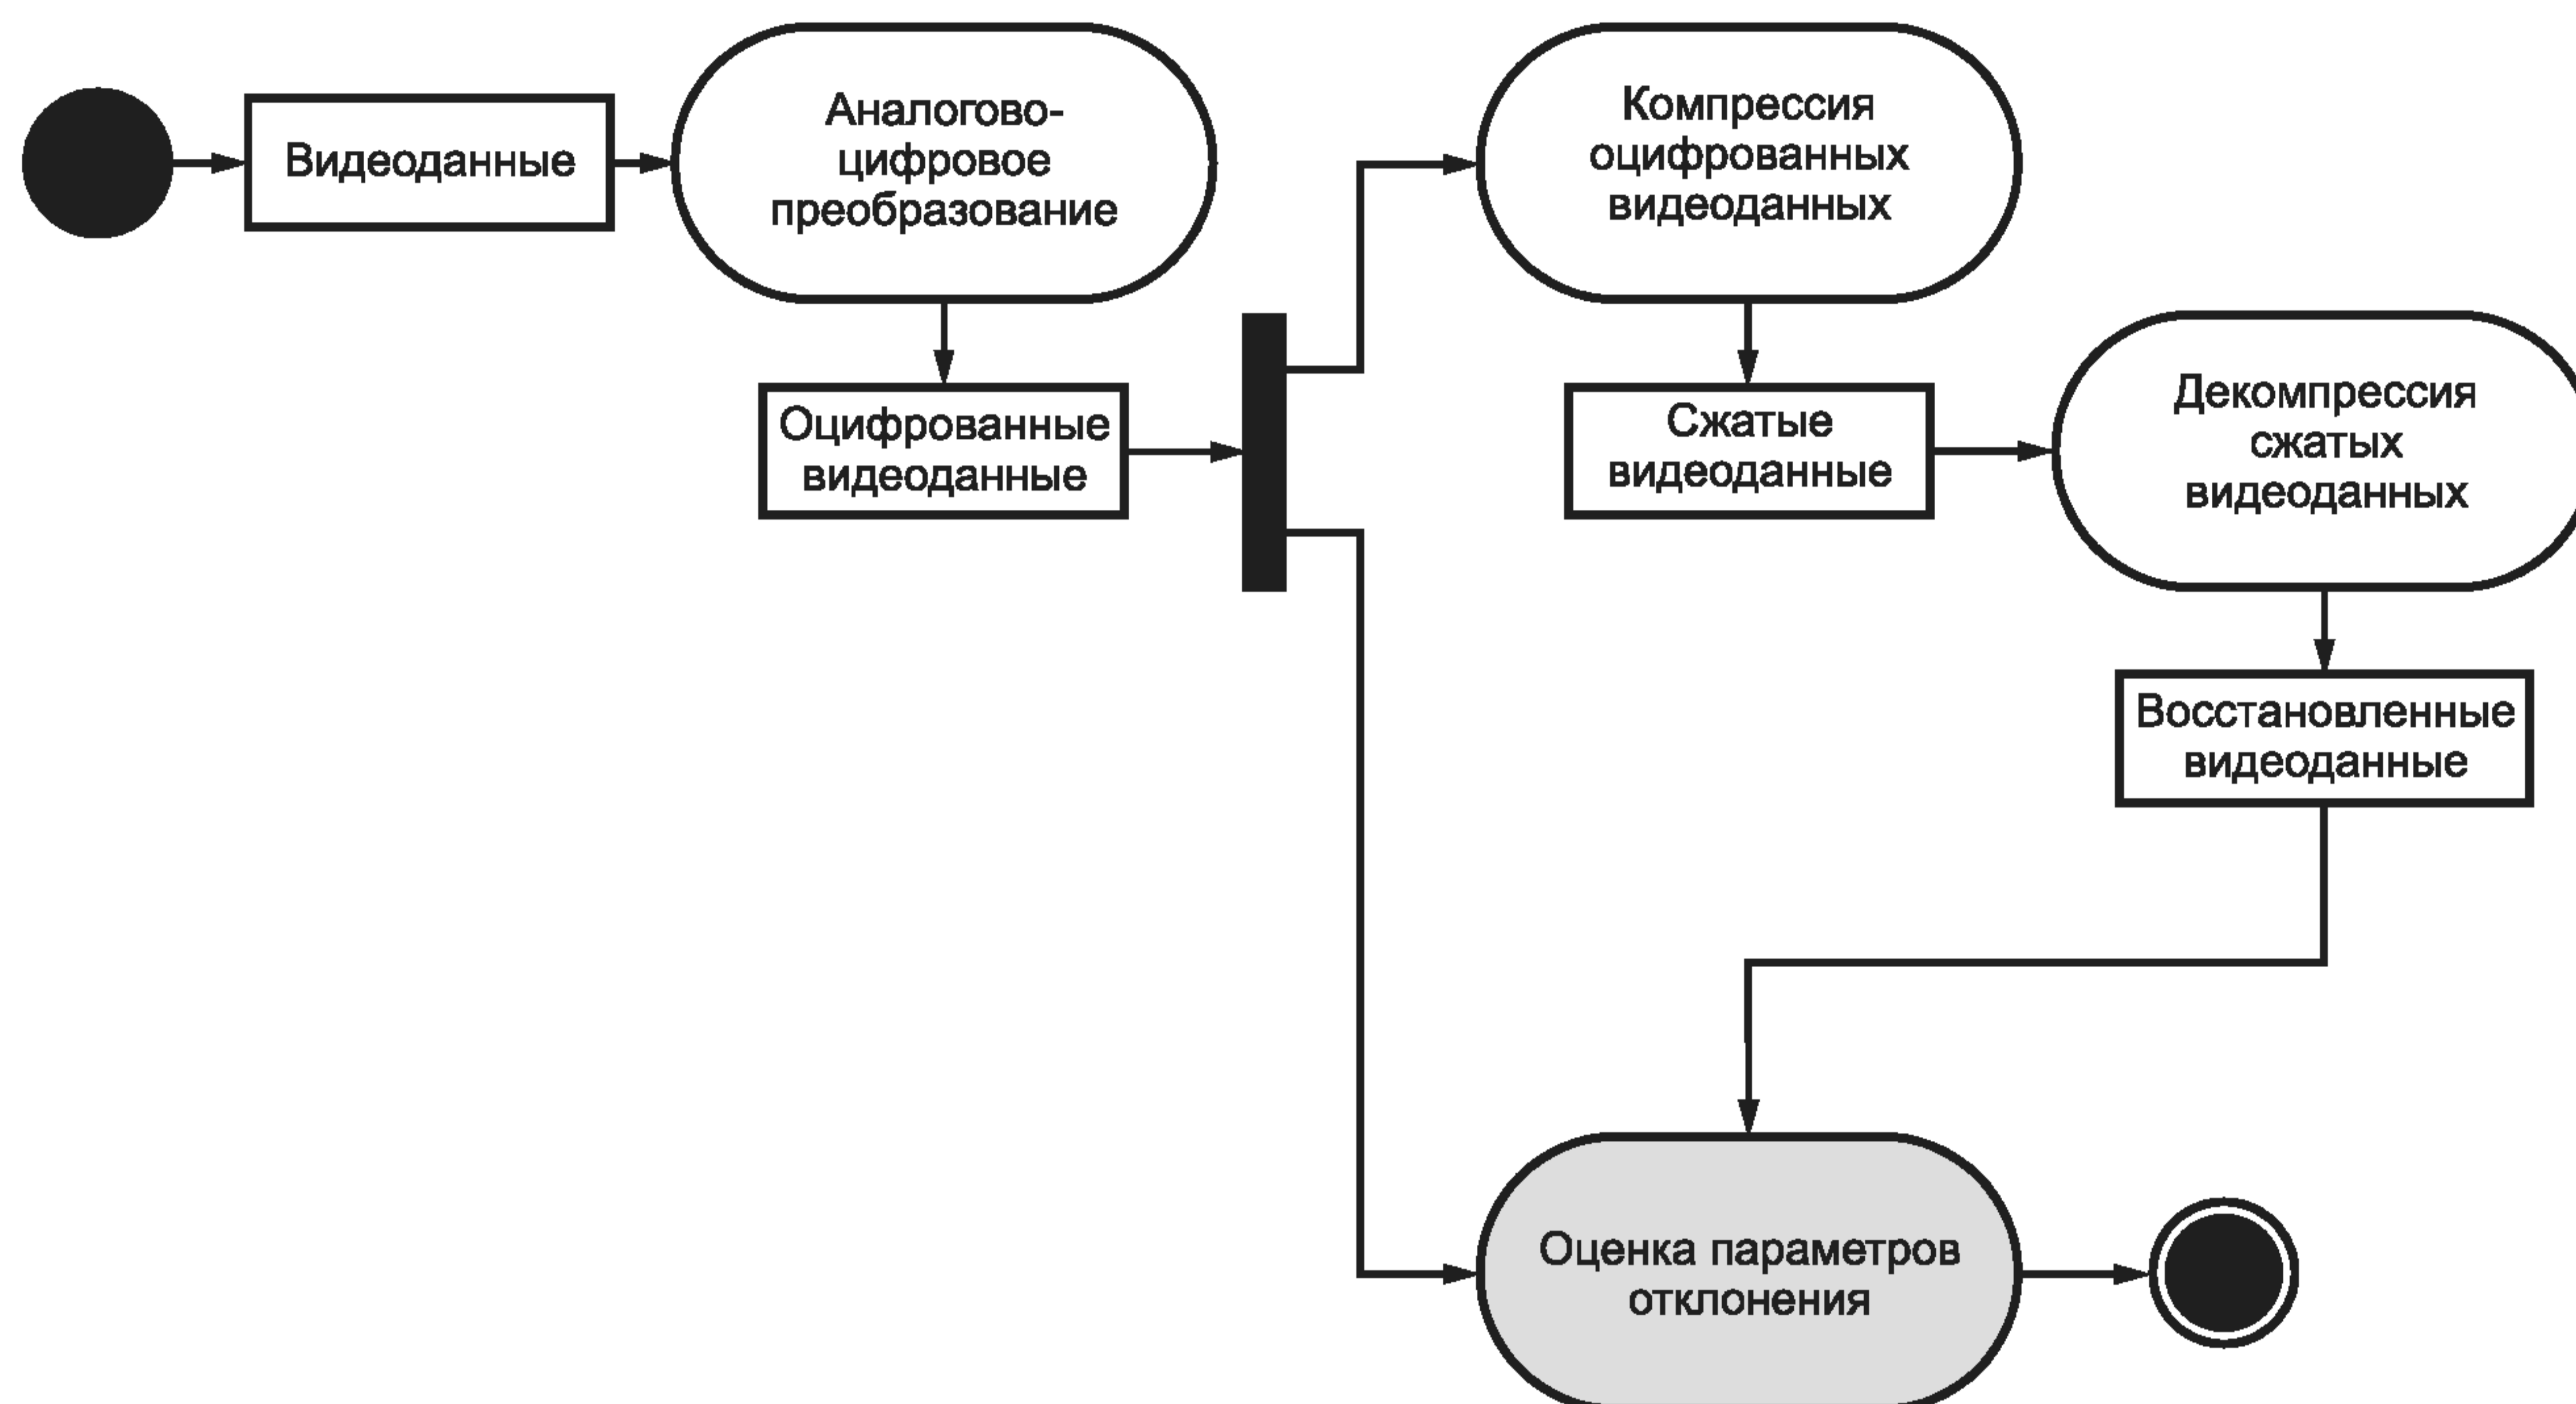 Видеоданные
Аналогово-
цифровое
преобразование
Оцифрованные
видеоданные
Компрессия
оцифрованных
видеоданных
Сжатые
видеоданные
Декомпрессия
сжатых
видеоданных
Восстановленные
видеоданные
Оценка параметров
отклонения